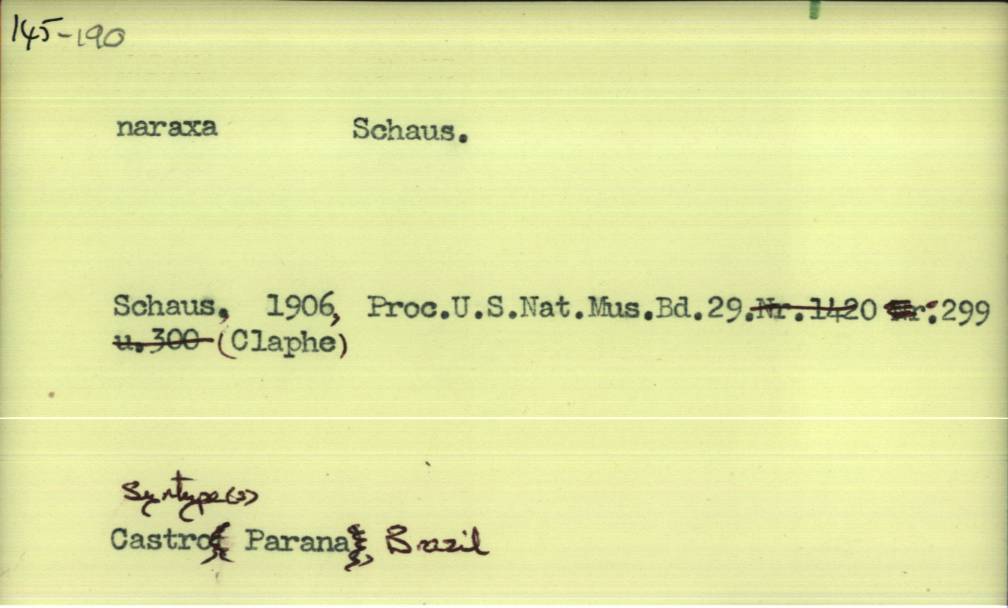 145-190
naraxa Schaus.
Schaus, 1906, Proc.U.S.Nat.Mus.Bd.29.Nr.1420 :299
u.300 (Claphe)
Syntype(s)
Castro, Parana, Brazil